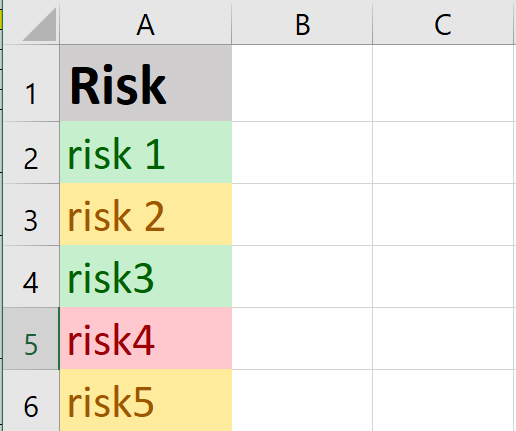 A B C
1 Risk
2 risk 1
3 risk 2
4 risk3
5 risk4
6 risk5